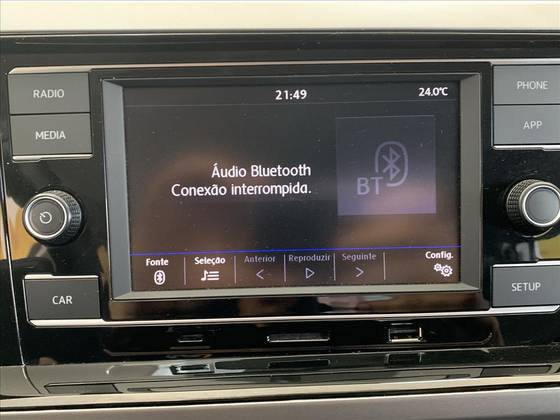 RADIO
MEDIA
CAR
21:49
24.0°C
Áudio Bluetooth
Conexão interrompida.
BT
Fonte
Seleção
Anterior
Reproduzir
Seguinte
Config.
PHONE
APP
SETUP